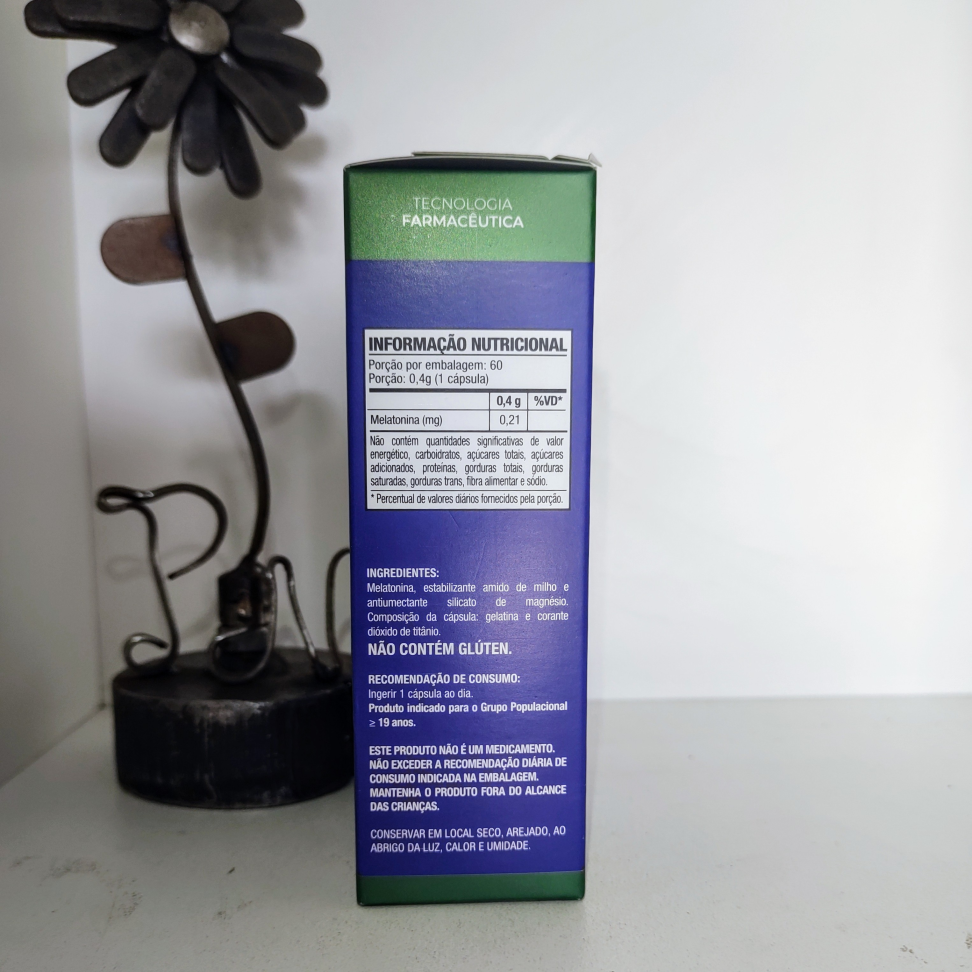 TECNOLOGIA
FARMACÊUTICA
INFORMAÇÃO NUTRICIONAL
Porção por embalagem: 60
Porção: 0,4g (1 cápsula)
0,4 g %VD*
Melatonina (mg) 0,21
Não contém quantidades significativas de valor
energético, carboidratos, açúcares totais, açúcares
adicionados, proteínas, gorduras totais, gorduras
saturadas, gorduras trans, fibra alimentar e sódio.
* Percentual de valores diários fornecidos pela porção.
INGREDIENTES:
Melatonina, estabilizante amido de milho e
antiumectante silicato de magnésio.
Composição da cápsula: gelatina e corante
dióxido de titânio.
NÃO CONTÉM GLÚTEN.
RECOMENDAÇÃO DE CONSUMO:
Ingerir 1 cápsula ao dia.
Produto indicado para o Grupo Populacional
≥ 19 anos.
ESTE PRODUTO NÃO É UM MEDICAMENTO.
NÃO EXCEDER A RECOMENDAÇÃO DIÁRIA DE
CONSUMO INDICADA NA EMBALAGEM.
MANTENHA O PRODUTO FORA DO ALCANCE
DAS CRIANÇAS.
CONSERVAR EM LOCAL SECO, AREJADO, AO
ABRIGO DA LUZ, CALOR E UMIDADE.